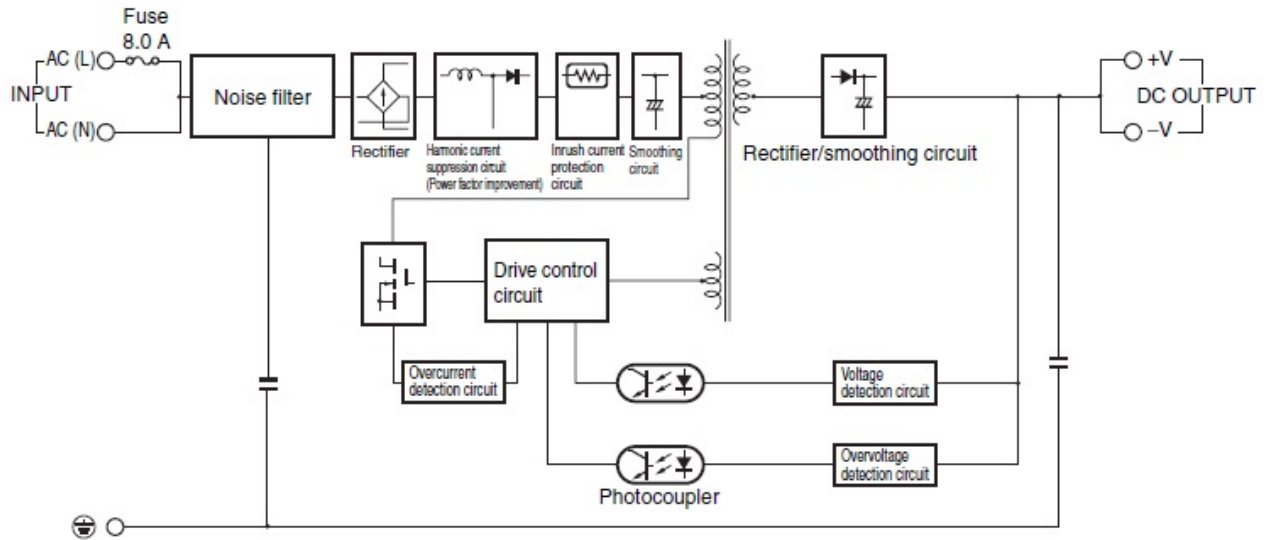 Fuse
8.0 A
AC (L)
INPUT
AC (N)
Noise filter
Rectifier
Harmonic current
suppression circuit
(Power factor improvement)
Inrush current
protection
circuit
Smoothing
circuit
Rectifier/smoothing circuit
+V
DC OUTPUT
–V
Drive control
circuit
Overcurrent
detection circuit
Voltage
detection circuit
Overvoltage
detection circuit
Photocoupler